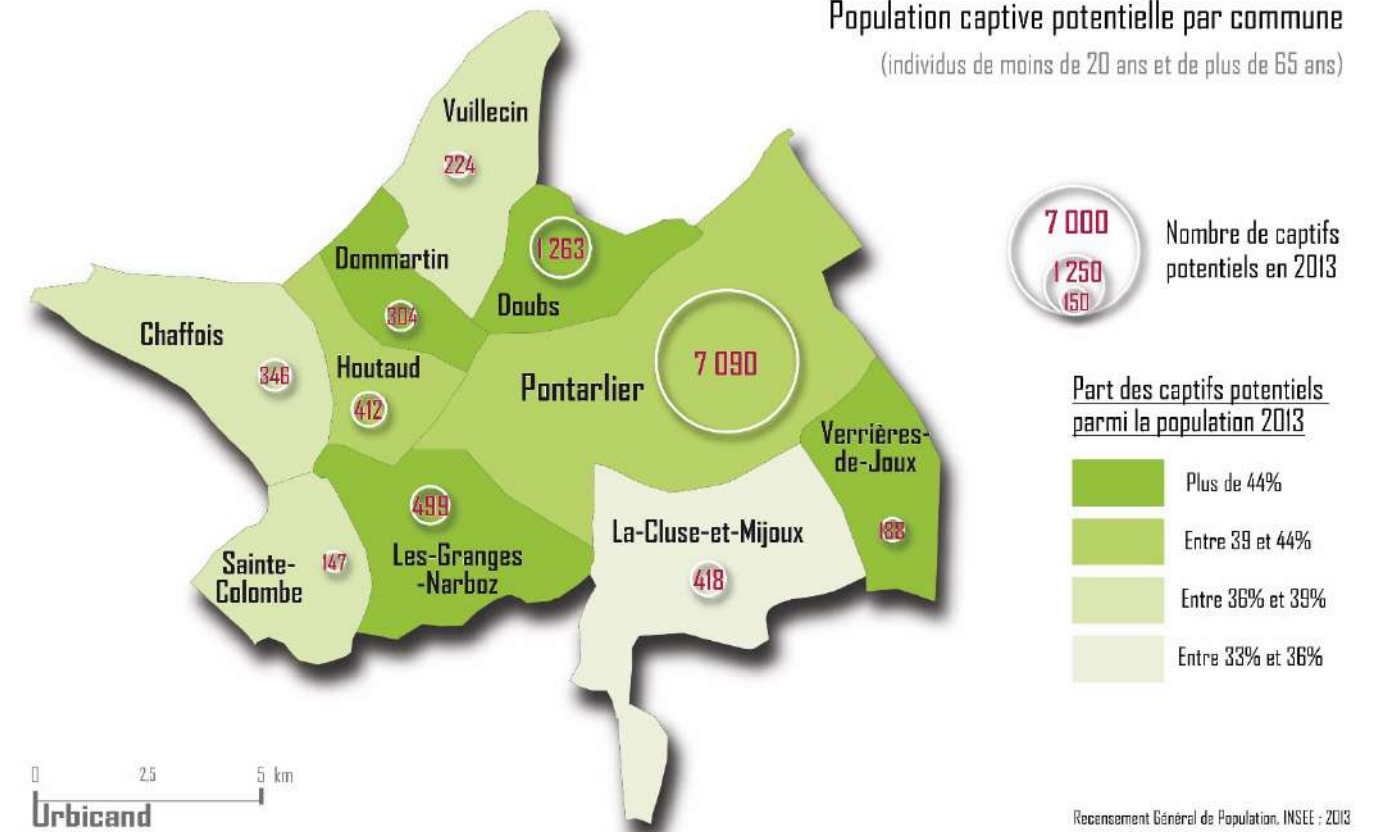 Population captive potentielle par commune
(individus de moins de 20 ans et de plus de 65 ans)
Vuillecin
224
1 263
Dommartin
Doubs
304
Chaffois
346
Houtaud
412
Pontarlier
7 090
Verrières-
de-Joux
188
499
Les-Granges
-Narboz
La-Cluse-et-Mijoux
418
Sainte-
Colombe
147
7 000
1 250
150
Nombre de captifs
potentiels en 2013
Part des captifs potentiels
parmi la population 2013
Plus de 44%
Entre 39 et 44%
Entre 36% et 39%
Entre 33% et 36%
0 2,5 5 km
Urbicand
Recensement Général de Population, INSEE ; 2013